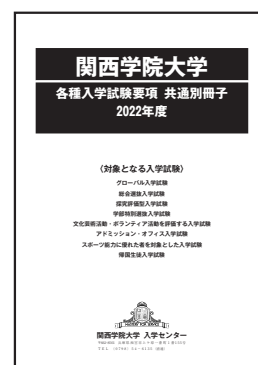 関西学院大学
各種入学試験要項 共通別冊子
2022年度
〈対象となる入学試験〉
グローバル入学試験
総合選抜入学試験
探究評価型入学試験
学部特別選抜入学試験
文化芸術活動・ボランティア活動を評価する入学試験
アドミッション・オフィス入学試験
スポーツ能力に優れた者を対象とした入学試験
帰国生徒入学試験
関西学院大学 入学センター